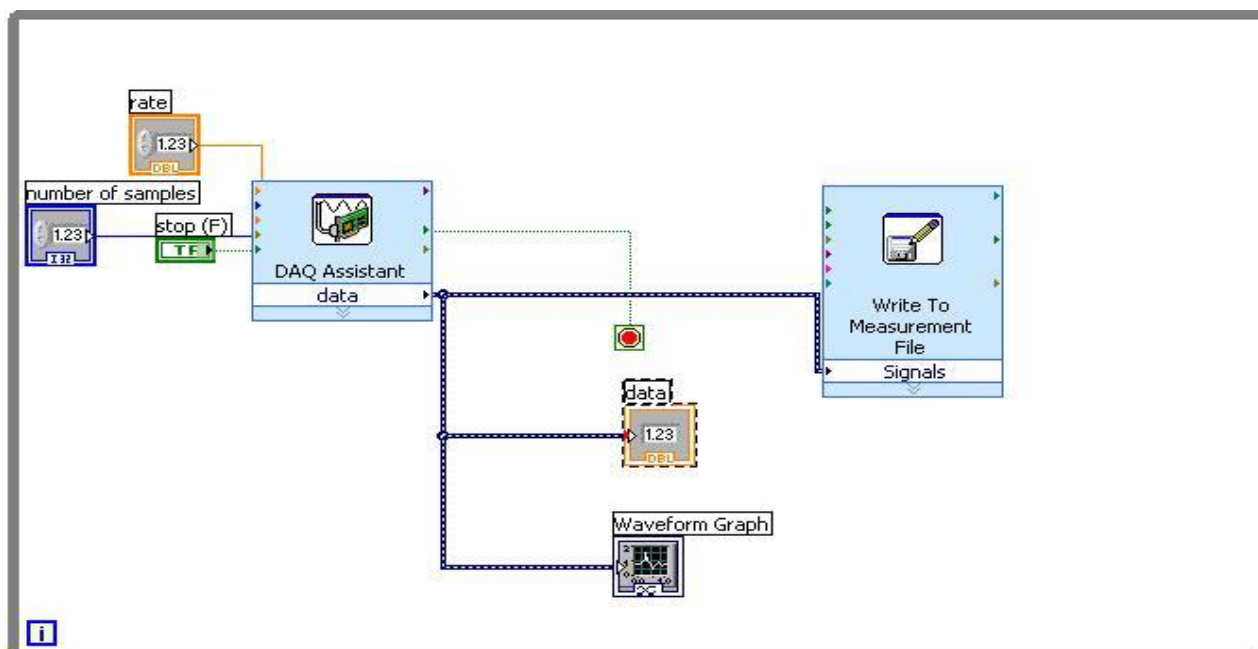 rate
1.23
DBL
number of samples
1.23
I32
stop (F)
TF
DAQ Assistant
data
Write To
Measurement
File
Signals
data
1.23
DBL
Waveform Graph
i